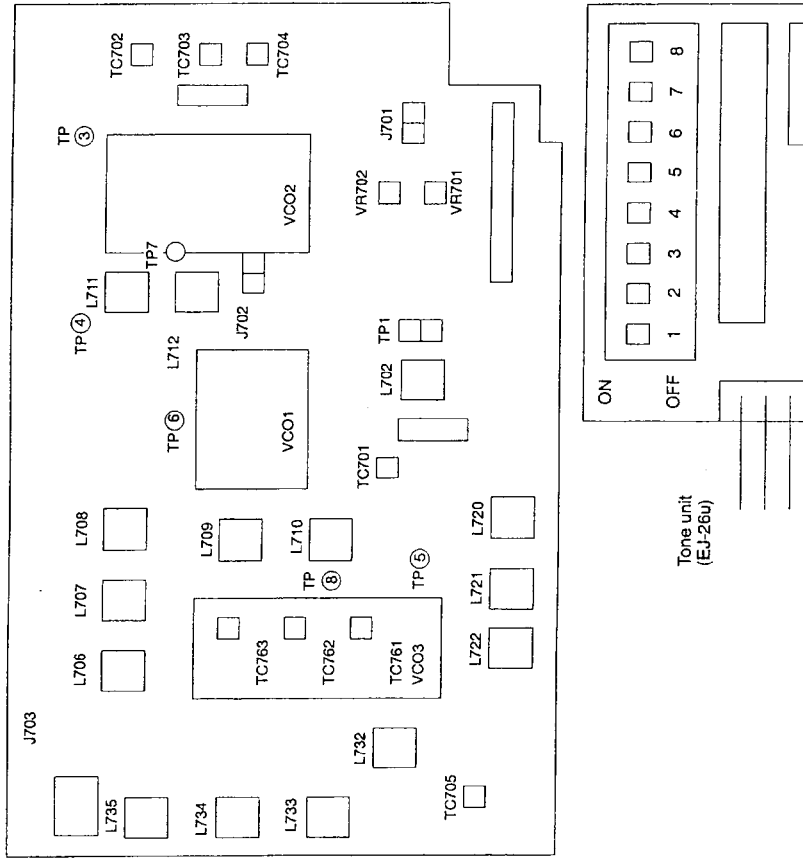 TC702
TC703
TC704
TP ③
VCO2
TP7
L711
TP④
L712
J702
J701
VR702
VR701
TP⑥
VCO1
TP1
L702
TC701
L708
L707
L706
L709
L710
TP ⑧
TP⑤
TC763
TC762
TC761
VCO3
L720
L721
L722
J703
L735
L734
L733
L732
TC705
ON
OFF
1 2 3 4 5 6 7 8
Tone unit
(EJ-26u)